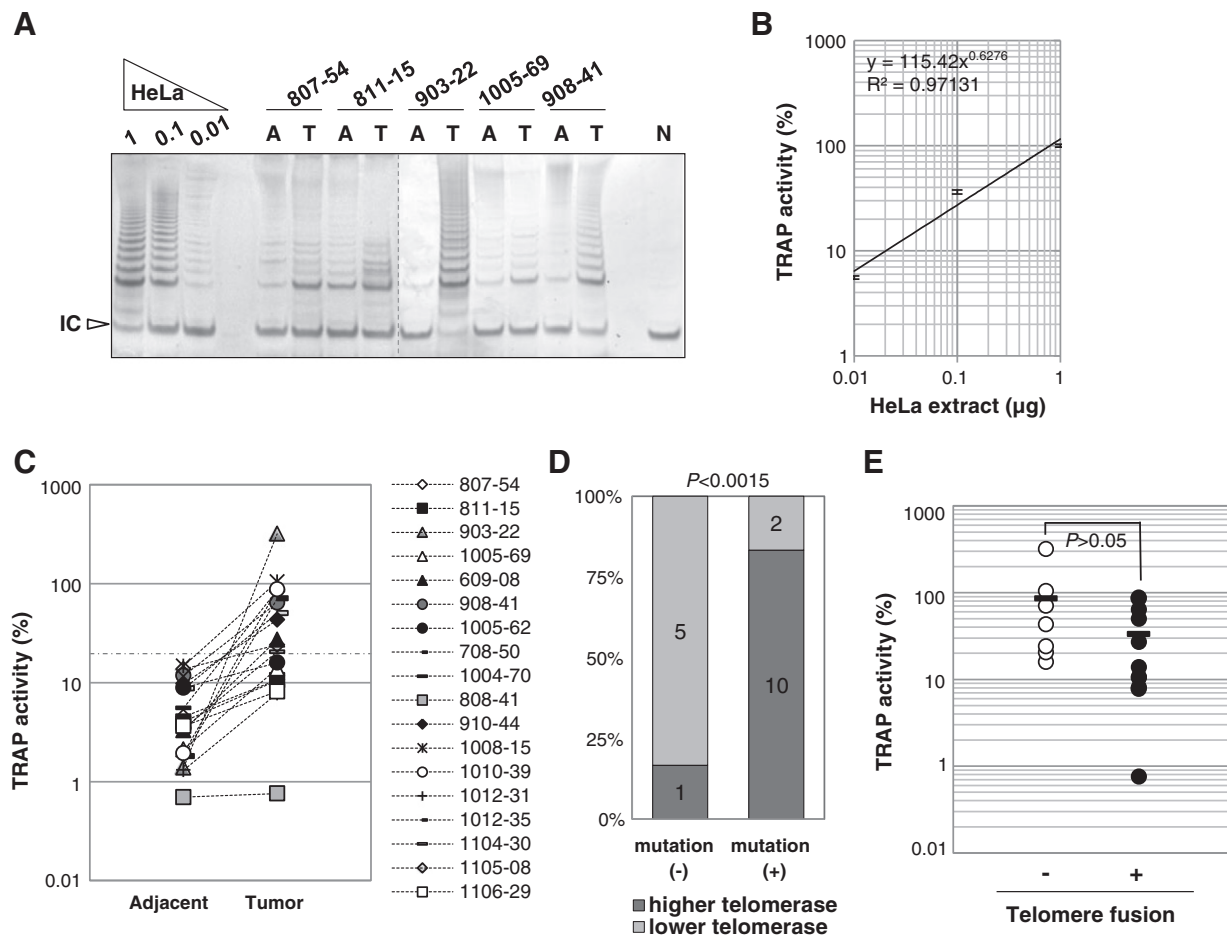 A
HeLa
1 0.1 0.01
807-54 811-15 903-22 1005-69 908-41
A T A T A T A T A T N
IC
B
y = 115.42x^0.6276
R² = 0.97131
TRAP activity (%)
1000
100
10
1
0.01 0.1 1
HeLa extract (µg)
C
TRAP activity (%)
1000
100
10
1
0.01
Adjacent Tumor
807-54
811-15
903-22
1005-69
609-08
908-41
1005-62
708-50
1004-70
808-41
910-44
1008-15
1010-39
1012-31
1012-35
1104-30
1105-08
1106-29
D
P<0.0015
100%
75%
50%
25%
0%
5
1
2
10
mutation (-)
mutation (+)
higher telomerase
lower telomerase
E
TRAP activity (%)
1000
100
10
1
0.01
P>0.05
- +
Telomere fusion